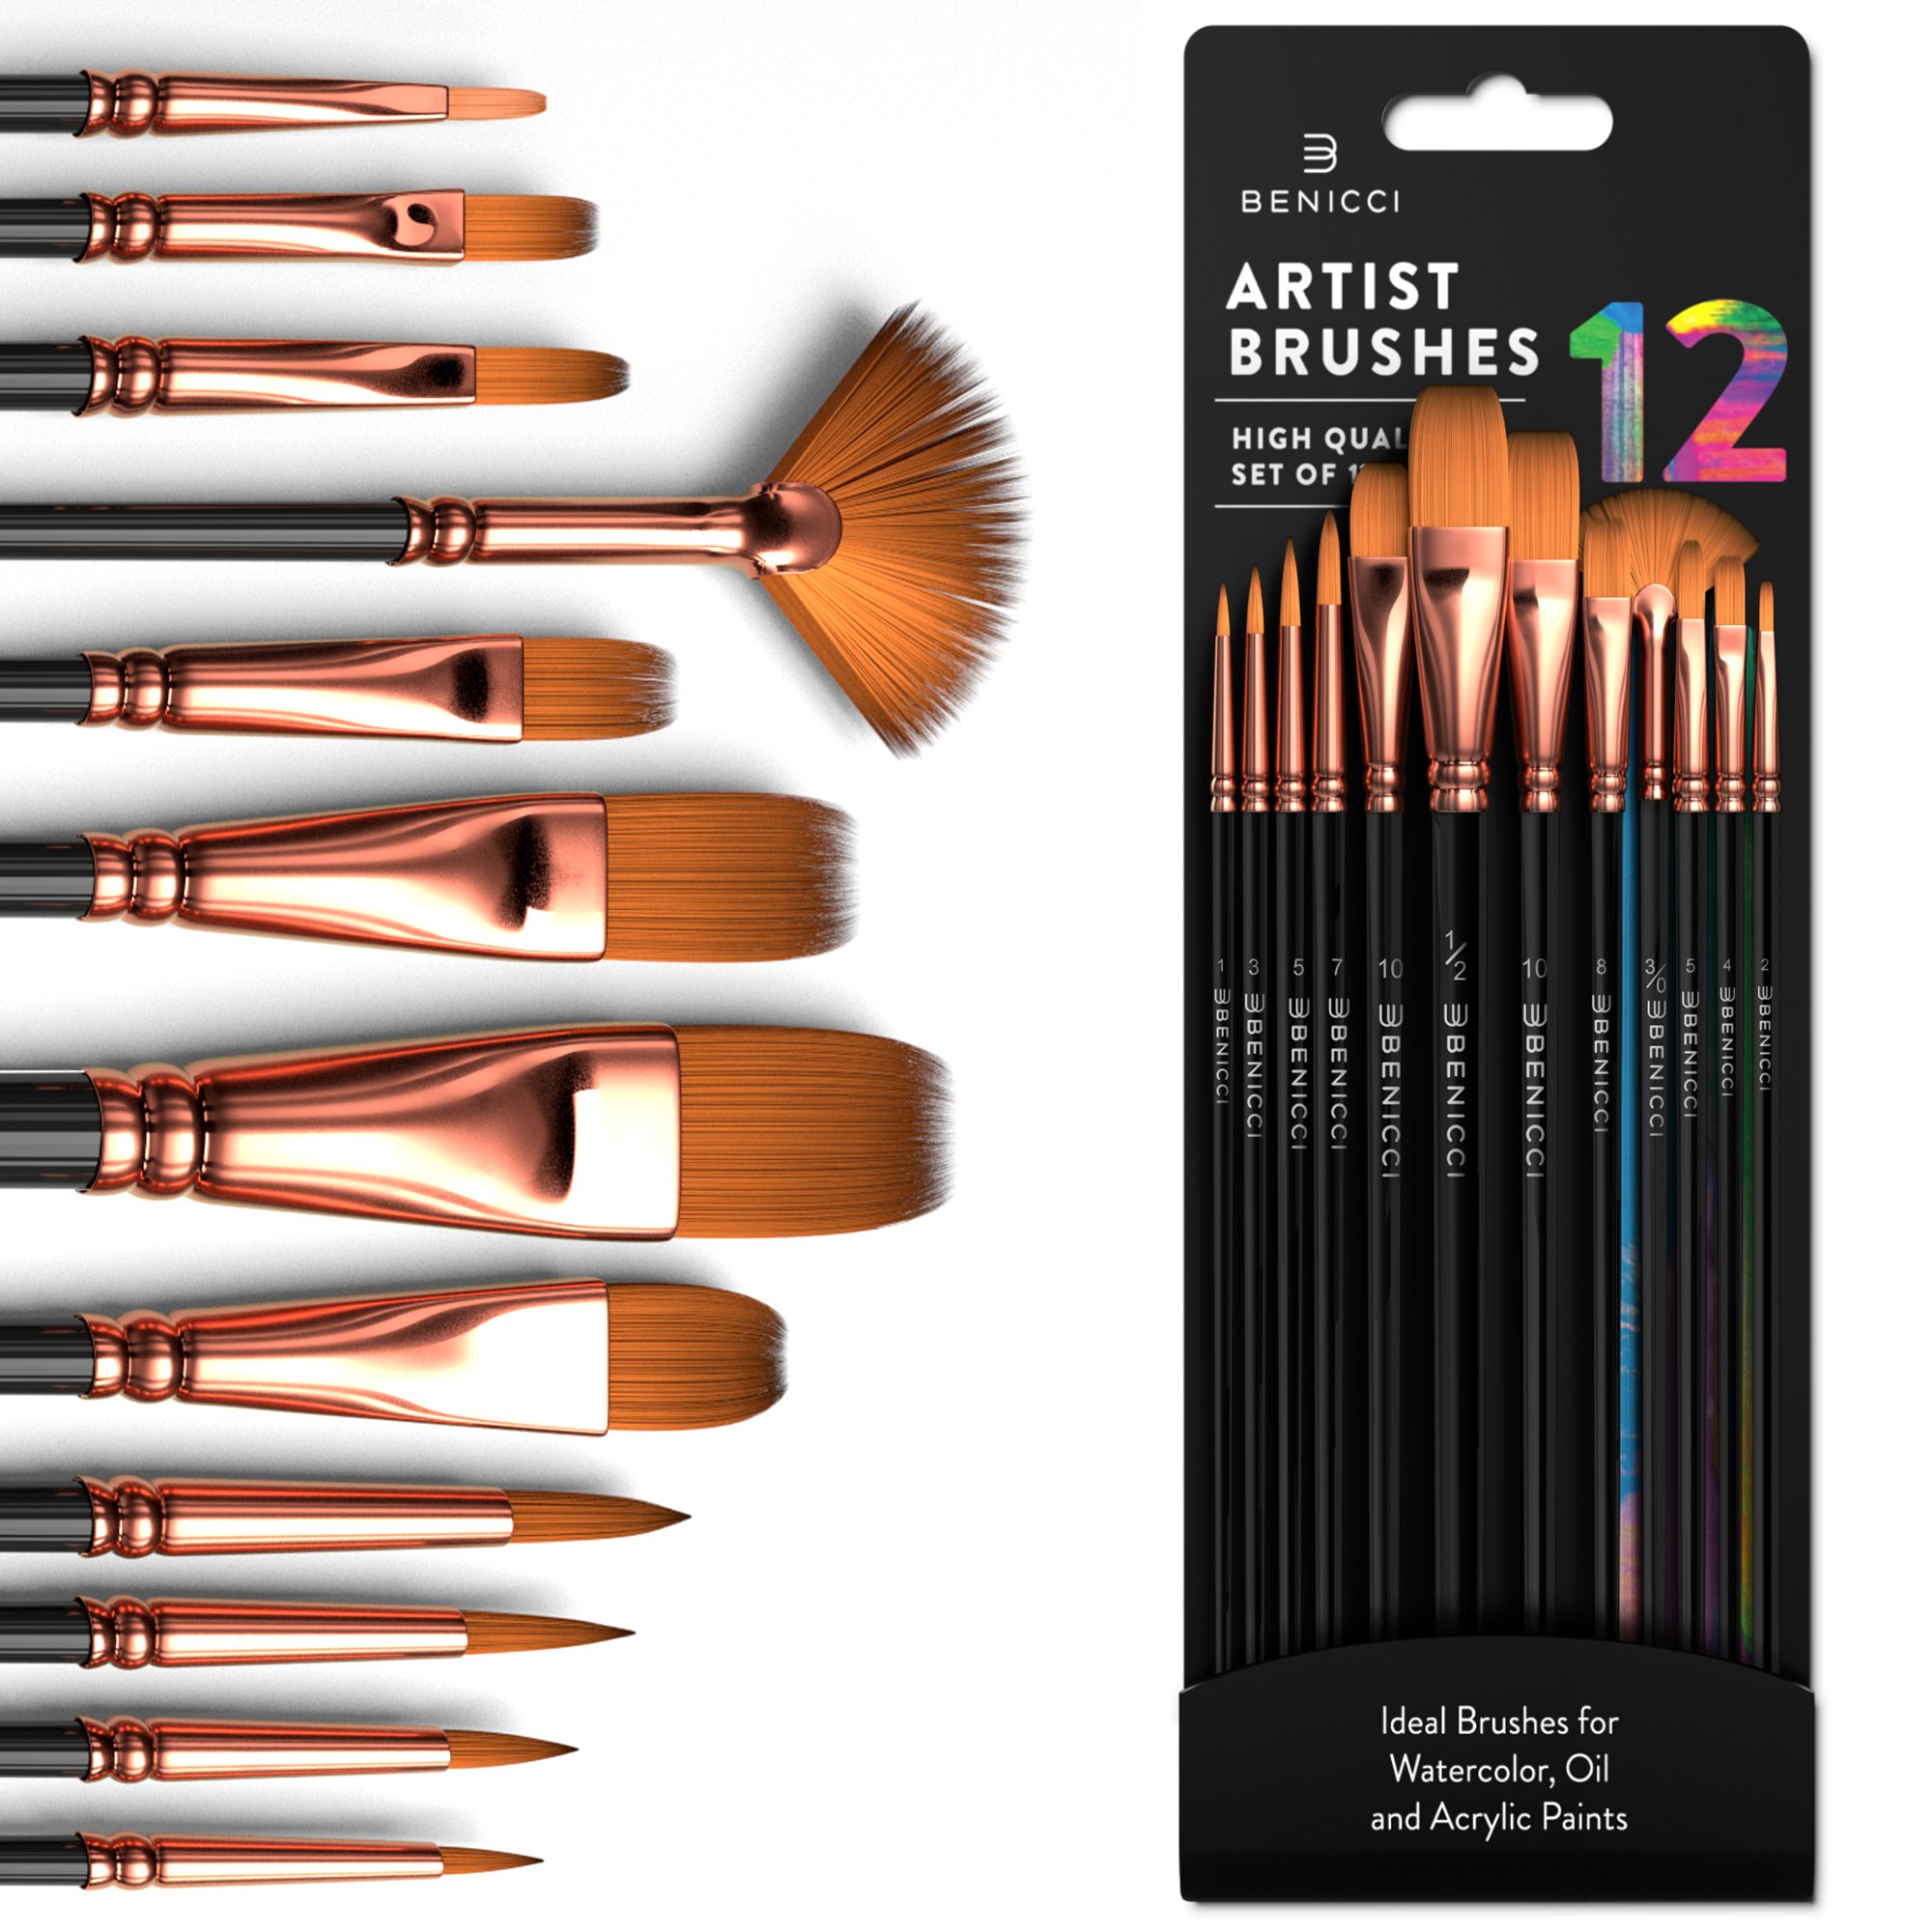 BENICCI
ARTIST
BRUSHES
12
HIGH
SET OF
1 3 5 7 10 1/2 10 8 3/0 5 4 2
BENICCI BENICCI BENICCI BENICCI BENICCI BENICCI BENICCI BENICCI BENICCI BENICCI BENICCI BENICCI
Ideal Brushes for
Watercolor, Oil
and Acrylic Paints